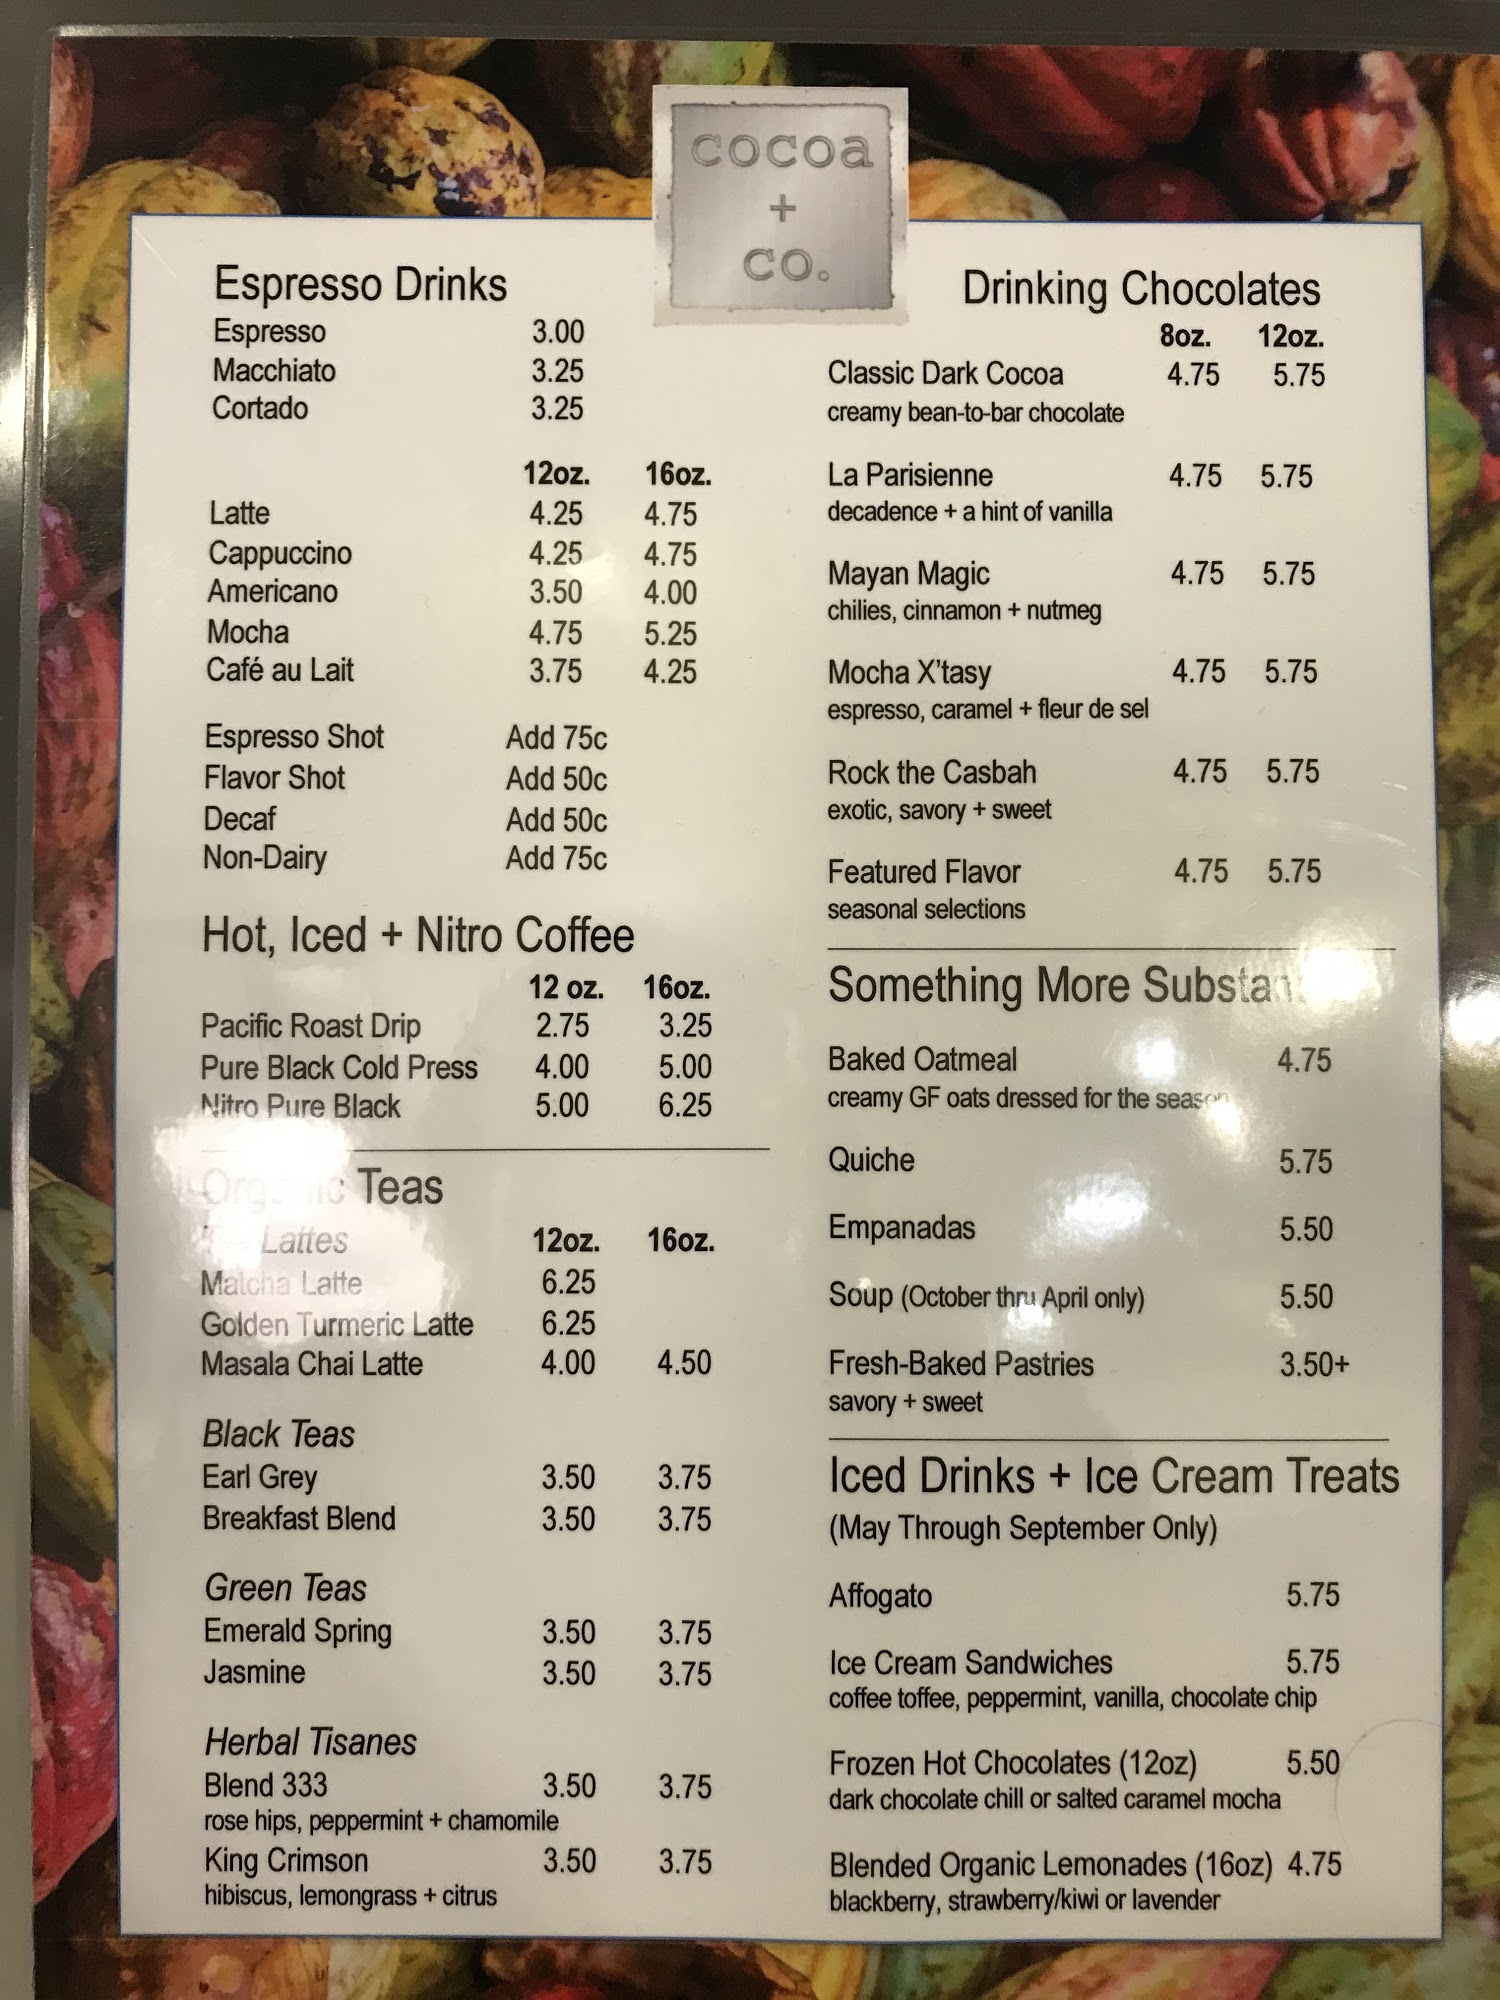 cocoa
+
co.
Espresso Drinks
Espresso 3.00
Macchiato 3.25
Cortado 3.25
12oz. 16oz.
Latte 4.25 4.75
Cappuccino 4.25 4.75
Americano 3.50 4.00
Mocha 4.75 5.25
Café au Lait 3.75 4.25
Espresso Shot Add 75c
Flavor Shot Add 50c
Decaf Add 50c
Non-Dairy Add 75c
Hot, Iced + Nitro Coffee
12 oz. 16oz.
Pacific Roast Drip 2.75 3.25
Pure Black Cold Press 4.00 5.00
Nitro Pure Black 5.00 6.25
Organic Teas
Lattes 12oz. 16oz.
Matcha Latte 6.25
Golden Turmeric Latte 6.25
Masala Chai Latte 4.00 4.50
Black Teas
Earl Grey 3.50 3.75
Breakfast Blend 3.50 3.75
Green Teas
Emerald Spring 3.50 3.75
Jasmine 3.50 3.75
Herbal Tisanes
Blend 333 3.50 3.75
rose hips, peppermint + chamomile
King Crimson 3.50 3.75
hibiscus, lemongrass + citrus
Drinking Chocolates
8oz. 12oz.
Classic Dark Cocoa 4.75 5.75
creamy bean-to-bar chocolate
La Parisienne 4.75 5.75
decadence + a hint of vanilla
Mayan Magic 4.75 5.75
chilies, cinnamon + nutmeg
Mocha X'tasy 4.75 5.75
espresso, caramel + fleur de sel
Rock the Casbah 4.75 5.75
exotic, savory + sweet
Featured Flavor 4.75 5.75
seasonal selections
Something More
Baked Oatmeal 4.75
creamy GF oats dressed for the season
Quiche 5.75
Empanadas 5.50
Soup (October thru April only) 5.50
Fresh-Baked Pastries 3.50+
savory + sweet
Iced Drinks + Ice Cream Treats
(May Through September Only)
Affogato 5.75
Ice Cream Sandwiches 5.75
coffee toffee, peppermint, vanilla, chocolate chip
Frozen Hot Chocolates (12oz) 5.50
dark chocolate chill or salted caramel mocha
Blended Organic Lemonades (16oz) 4.75
blackberry, strawberry/kiwi or lavender